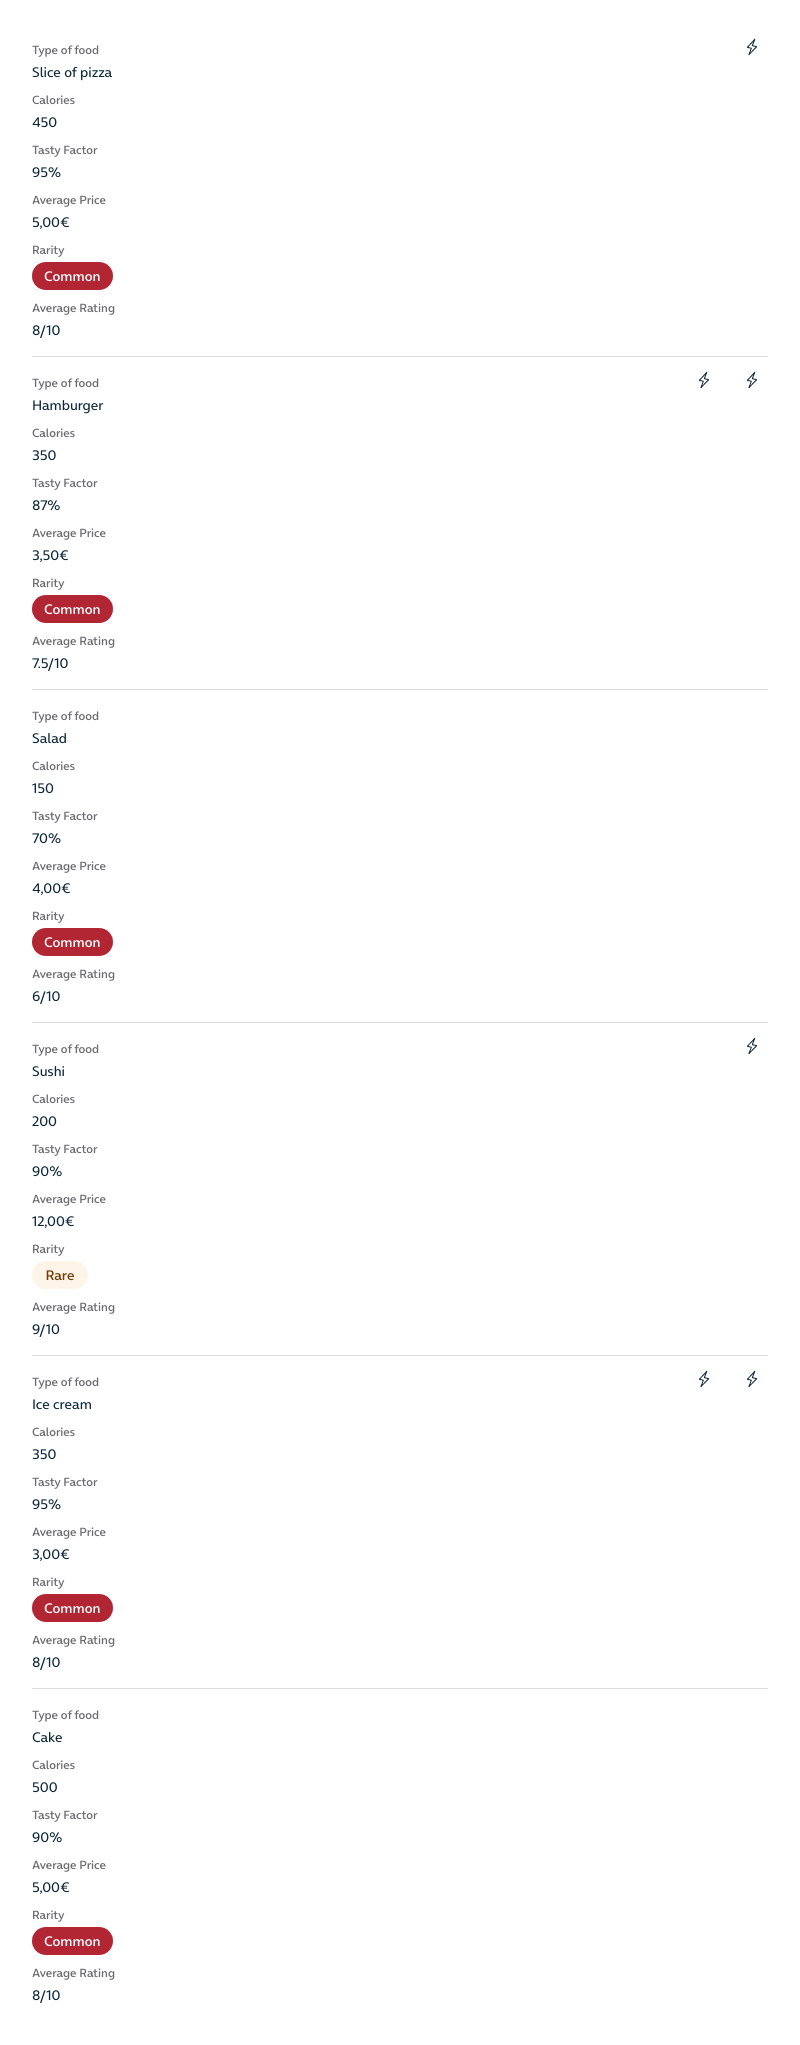 Type of food
Slice of pizza
Calories
450
Tasty Factor
95%
Average Price
5,00€
Rarity
Common
Average Rating
8/10
Type of food
Hamburger
Calories
350
Tasty Factor
87%
Average Price
3,50€
Rarity
Common
Average Rating
7.5/10
Type of food
Salad
Calories
150
Tasty Factor
70%
Average Price
4,00€
Rarity
Common
Average Rating
6/10
Type of food
Sushi
Calories
200
Tasty Factor
90%
Average Price
12,00€
Rarity
Rare
Average Rating
9/10
Type of food
Ice cream
Calories
350
Tasty Factor
95%
Average Price
3,00€
Rarity
Common
Average Rating
8/10
Type of food
Cake
Calories
500
Tasty Factor
90%
Average Price
5,00€
Rarity
Common
Average Rating
8/10